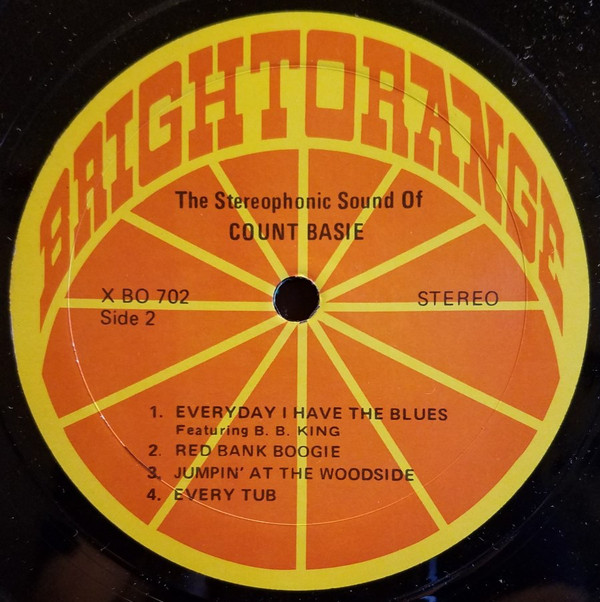 BRIGHTORANGE
The Stereophonic Sound Of
COUNT BASIE
X BO 702
Side 2
STEREO
1. EVERYDAY I HAVE THE BLUES
Featuring B. B. KING
2. RED BANK BOOGIE
3. JUMPIN' AT THE WOODSIDE
4. EVERY TUB